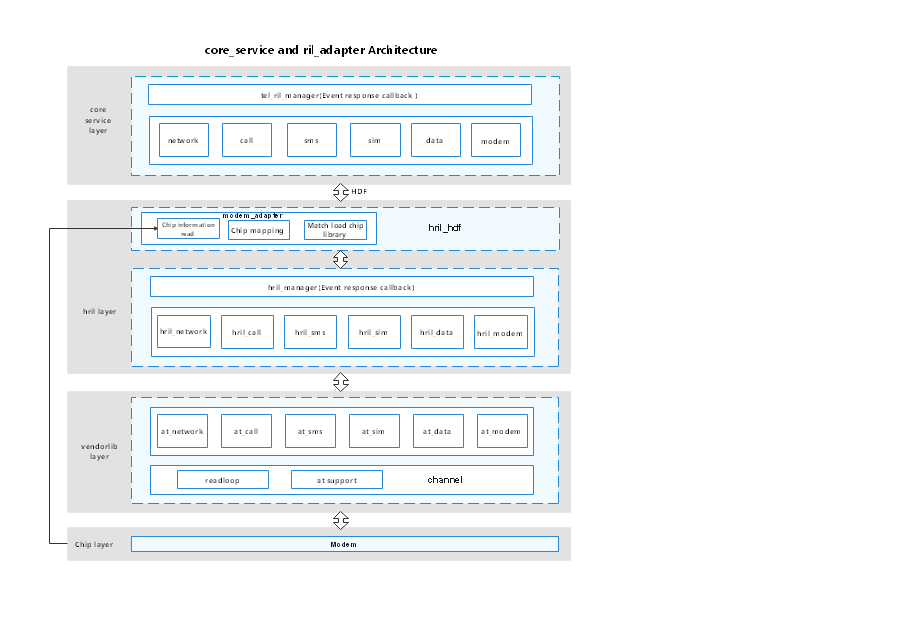 core_service and ril_adapter Architecture
core
service
layer
tel_ril_manager(Event response callback )
network
call
sms
sim
data
modem
HDF
modem_adapter
Chip information
read
Chip mapping
Match load chip
library
hril_hdf
hril layer
hril_manager(Event response callback)
hril_network
hril_call
hril_sms
hril_sim
hril_data
hril_modem
vendorlib
layer
at_network
at_call
at_sms
at_sim
at_data
at_modem
readloop
at support
channel
Chip layer
Modem